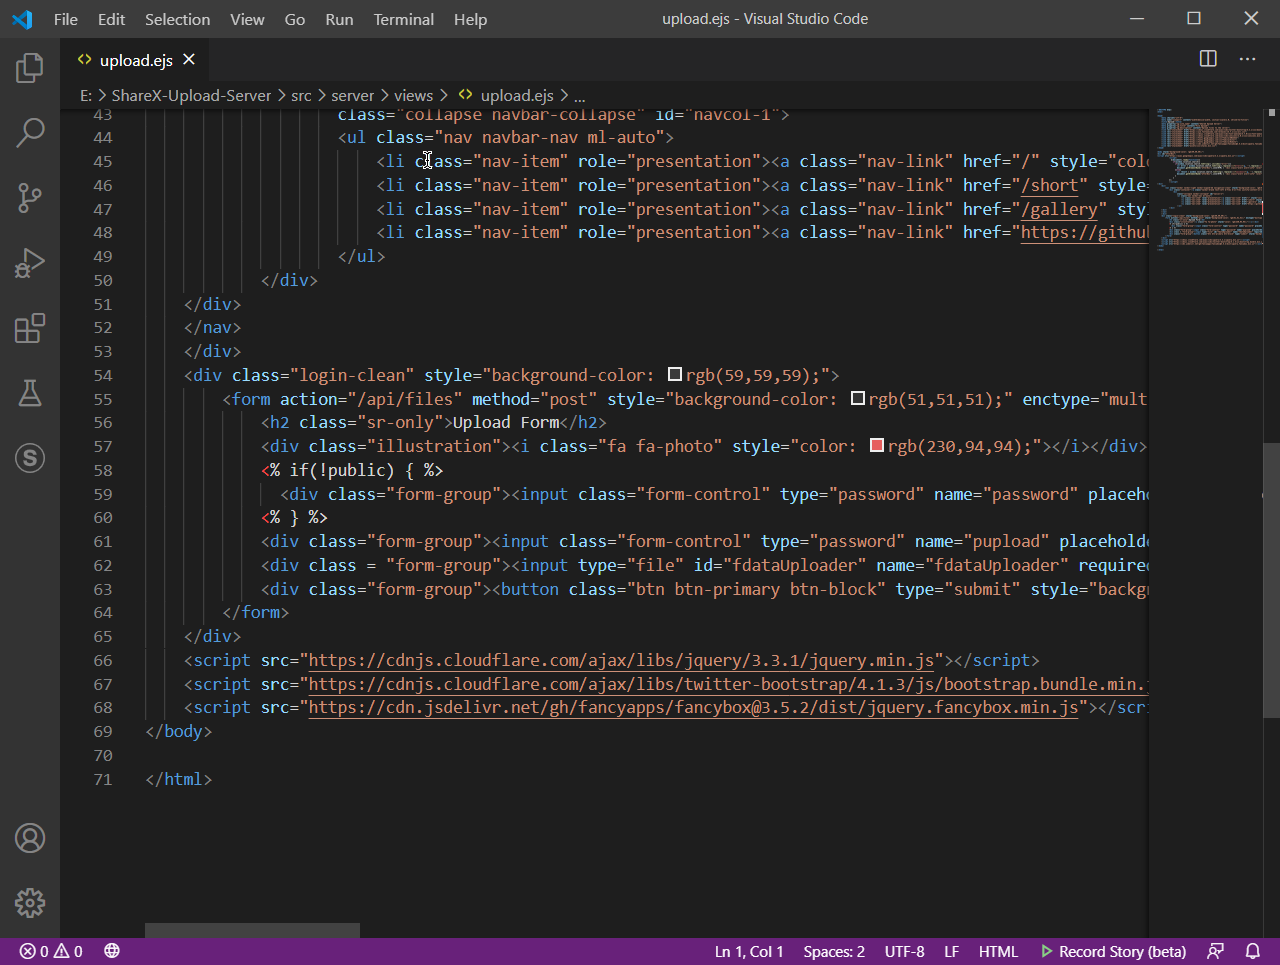 File Edit Selection View Go Run Terminal Help upload.ejs - Visual Studio Code
<> upload.ejs
E: > ShareX-Upload-Server > src > server > views > <> upload.ejs > ...
43 class="collapse navbar-collapse" id="navcol-1">
44 <ul class="nav navbar-nav ml-auto">
45 <li class="nav-item" role="presentation"><a class="nav-link" href="/" style="colo
46 <li class="nav-item" role="presentation"><a class="nav-link" href="/short" style=
47 <li class="nav-item" role="presentation"><a class="nav-link" href="/gallery" sty
48 <li class="nav-item" role="presentation"><a class="nav-link" href="https://github
49 </ul>
50 </div>
51 </div>
52 </nav>
53 </div>
54 <div class="login-clean" style="background-color: rgb(59,59,59);">
55 <form action="/api/files" method="post" style="background-color: rgb(51,51,51);" enctype="mult
56 <h2 class="sr-only">Upload Form</h2>
57 <div class="illustration"><i class="fa fa-photo" style="color: rgb(230,94,94);"></i></div>
58 <% if(!public) { %>
59 <div class="form-group"><input class="form-control" type="password" name="password" placeho
60 <% } %>
61 <div class="form-group"><input class="form-control" type="password" name="pupload" placeholde
62 <div class = "form-group"><input type="file" id="fdataUploader" name="fdataUploader" required
63 <div class="form-group"><button class="btn btn-primary btn-block" type="submit" style="backg
64 </form>
65 </div>
66 <script src="https://cdnjs.cloudflare.com/ajax/libs/jquery/3.3.1/jquery.min.js"></script>
67 <script src="https://cdnjs.cloudflare.com/ajax/libs/twitter-bootstrap/4.1.3/js/bootstrap.bundle.min.j
68 <script src="https://cdn.jsdelivr.net/gh/fancyapps/fancybox@3.5.2/dist/jquery.fancybox.min.js"></scri
69 </body>
70
71 </html>
0 0 Ln 1, Col 1 Spaces: 2 UTF-8 LF HTML Record Story (beta)